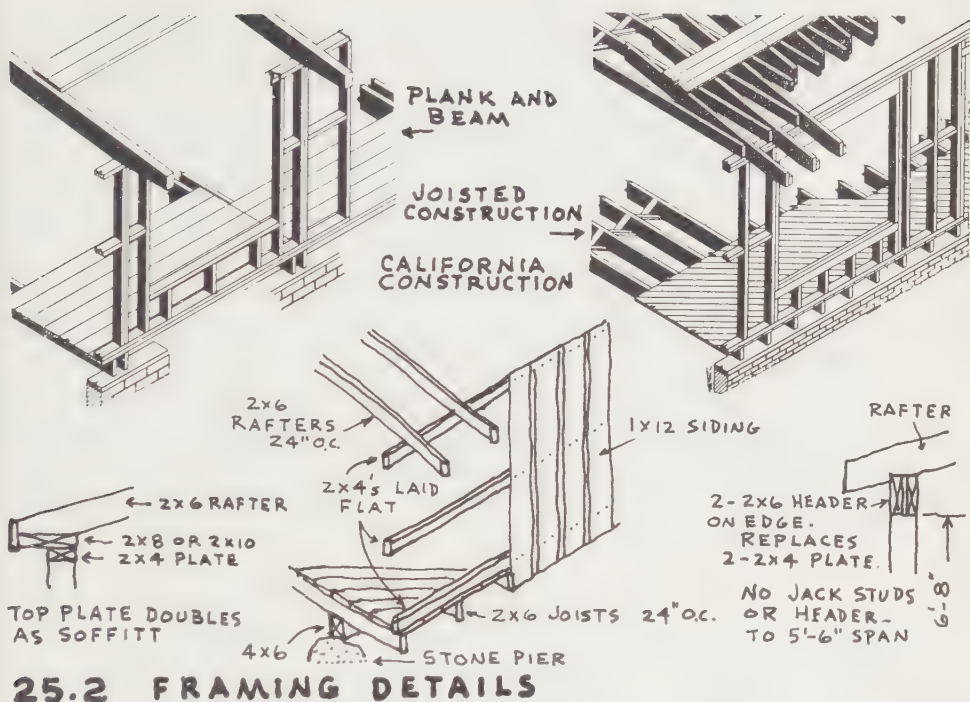 PLANK AND
BEAM
JOISTED
CONSTRUCTION
CALIFORNIA
CONSTRUCTION
2x6
RAFTERS
24" O.C.
2x4's LAID
FLAT
1x12 SIDING
RAFTER
2x6 RAFTER
2x8 OR 2x10
2x4 PLATE
TOP PLATE DOUBLES
AS SOFFITT
4x6
STONE PIER
2x6 JOISTS 24" O.C.
2-2x6 HEADER
ON EDGE.
REPLACES
2-2x4 PLATE.
NO JACK STUDS
OR HEADER-
TO 5'-6" SPAN
6'-8"
25.2 FRAMING DETAILS